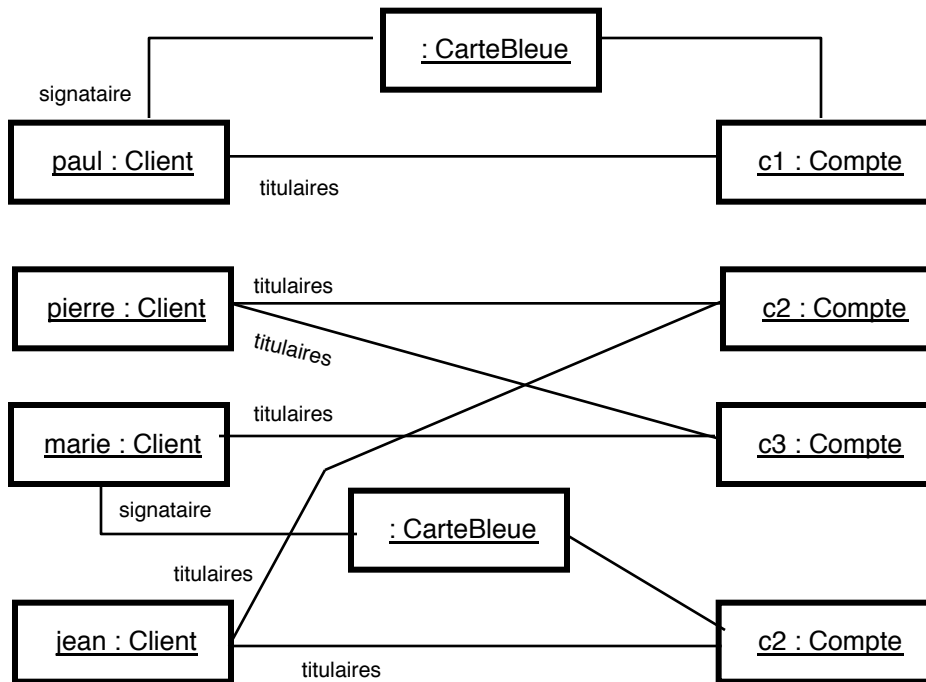 : CarteBleue
signataire
paul : Client
c1 : Compte
titulaires
pierre : Client
titulaires
c2 : Compte
titulaires
marie : Client
titulaires
c3 : Compte
signataire
: CarteBleue
titulaires
jean : Client
c2 : Compte
titulaires